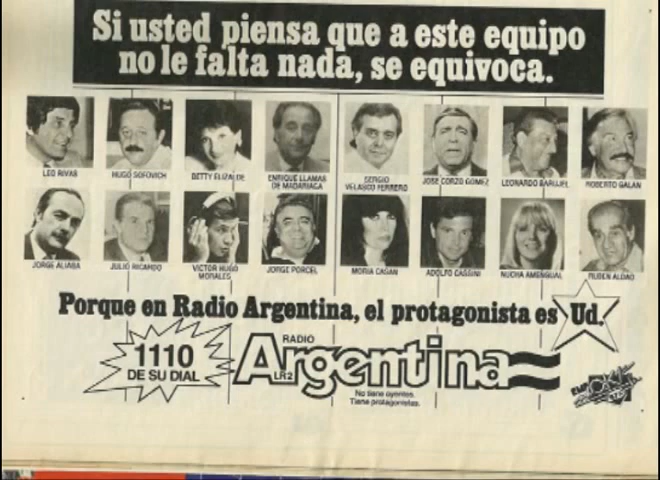 Si usted piensa que a este equipo
no le falta nada, se equivoca.
LEO RIVAS
HUGO SOFOVICH
BETTY ELIZALDE
ENRIQUE LLAMAS
DE MADARIAGA
SERGIO
VELASCO FERRERO
JOSE CORZO GOMEZ
LEONARDO BARUJEL
ROBERTO GALAN
JORGE ALIAGA
JULIO RICARDO
VICTOR HUGO
MORALES
JORGE PORCEL
MORIA CASAN
ADOLFO CASSINI
NUCHA AMENGUAL
RUBEN ALDAO
Porque en Radio Argentina, el protagonista es Ud.
1110
DE SU DIAL
RADIO
LR2
Argentina
No tiene oyentes.
Tiene protagonistas.